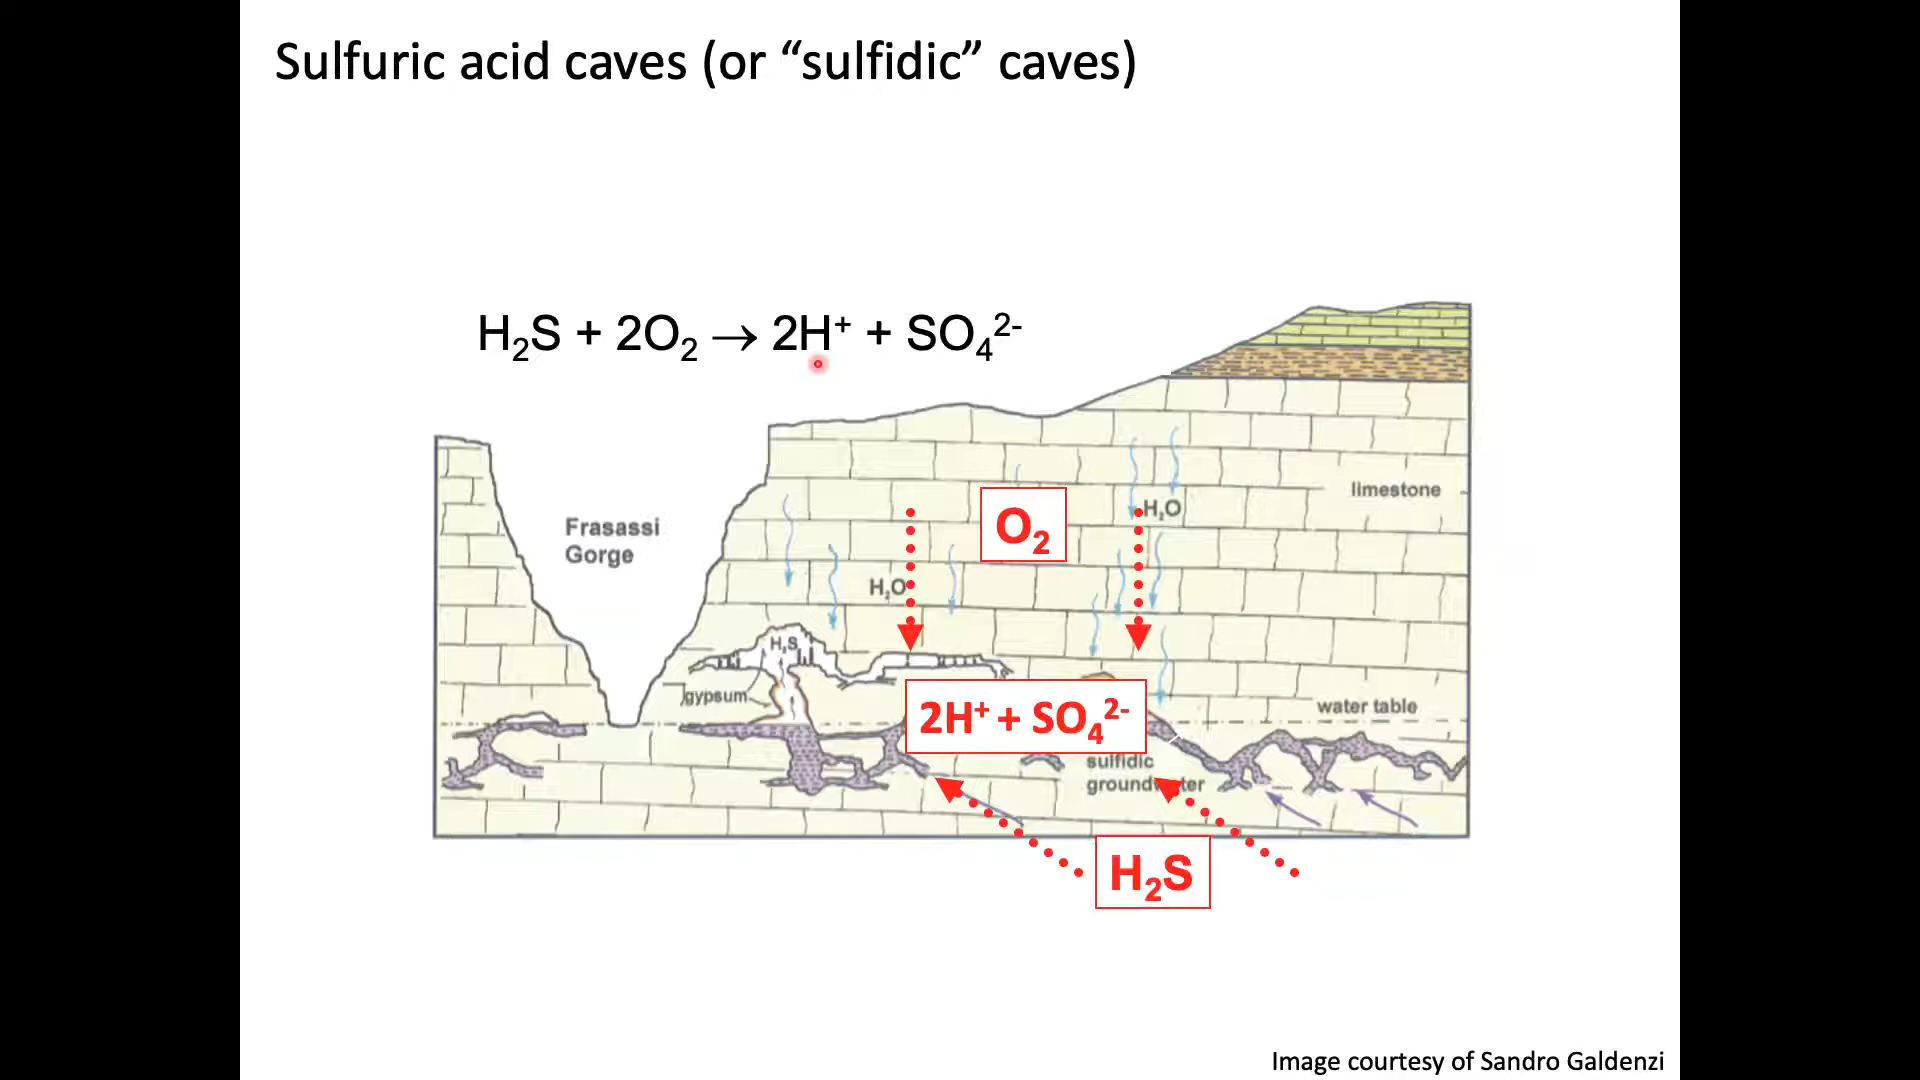 Sulfuric acid caves (or “sulfidic” caves)
H₂S + 2O₂ → 2H⁺ + SO₄²⁻
limestone
Frasassi
Gorge
O₂
H₂O
H₂O
H₂S
gypsum
2H⁺ + SO₄²⁻
water table
sulfidic
groundwater
H₂S
Image courtesy of Sandro Galdenzi